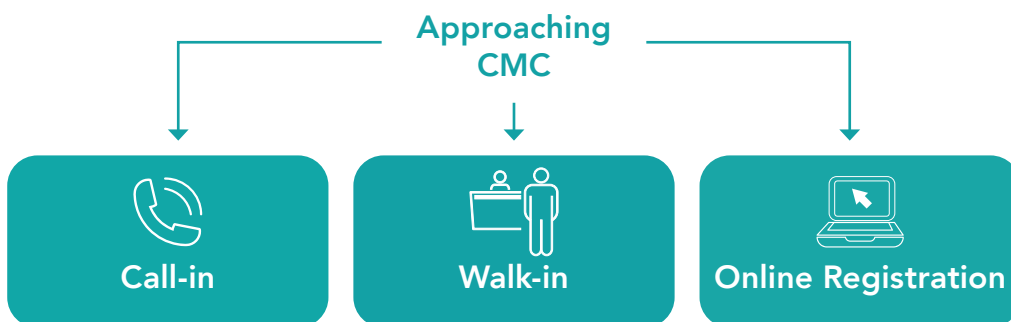 Approaching
CMC
Call-in
Walk-in
Online Registration